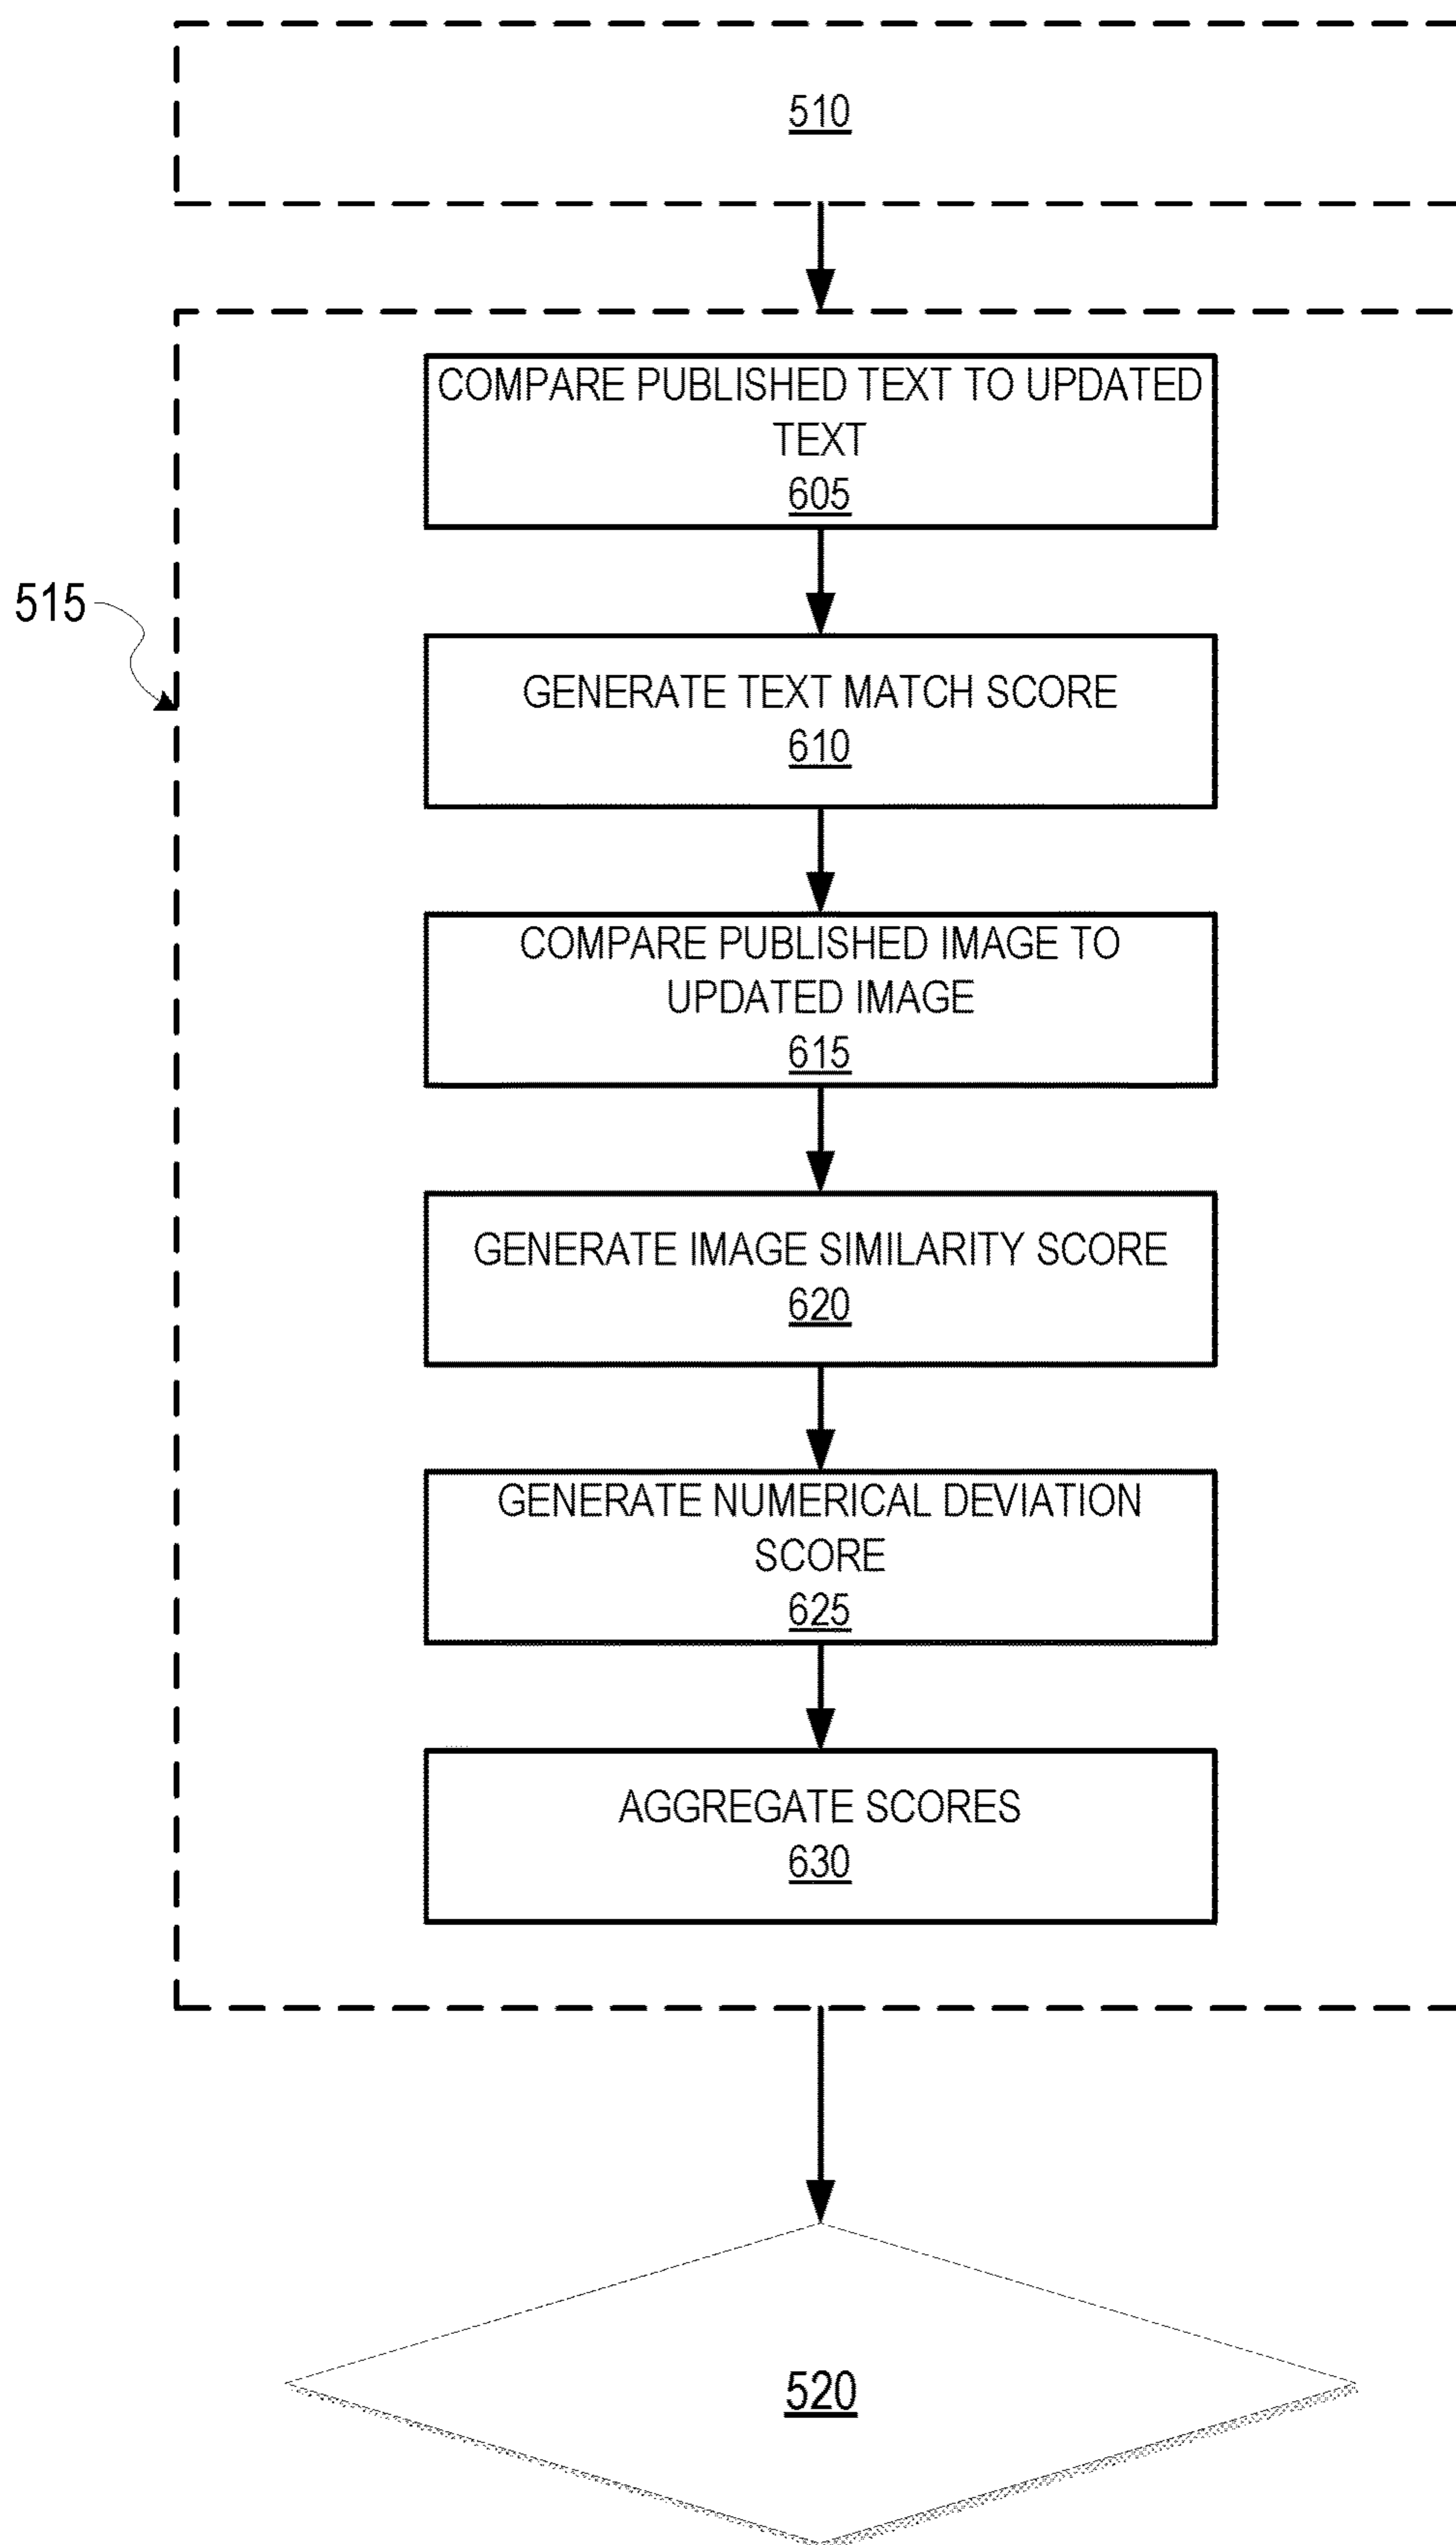 510
COMPARE PUBLISHED TEXT TO UPDATED
TEXT
605
515
GENERATE TEXT MATCH SCORE
610
COMPARE PUBLISHED IMAGE TO
UPDATED IMAGE
615
GENERATE IMAGE SIMILARITY SCORE
620
GENERATE NUMERICAL DEVIATION
SCORE
625
AGGREGATE SCORES
630
520